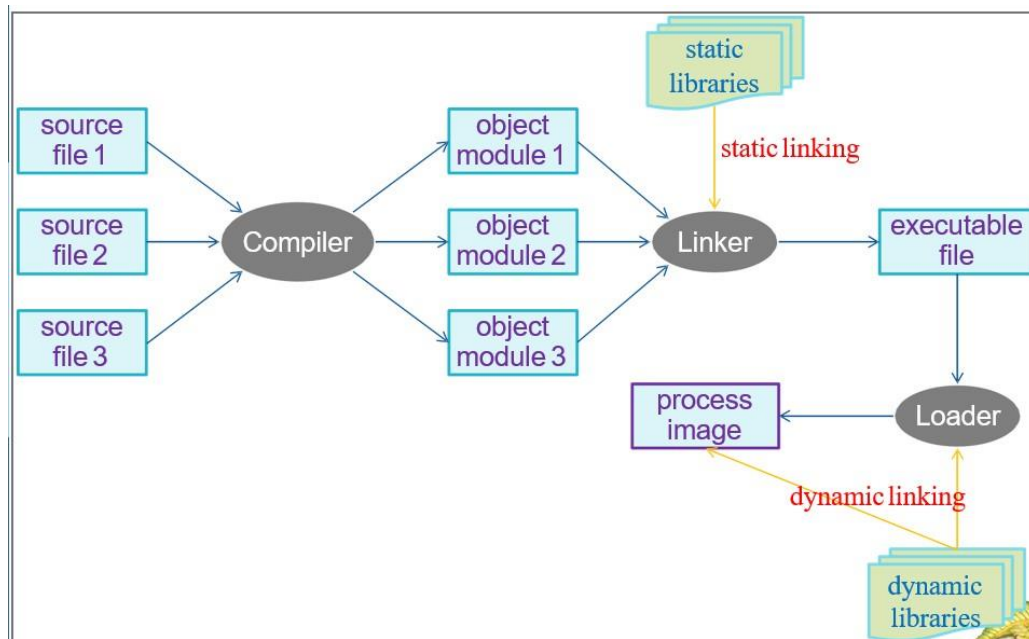 static
libraries
source
file 1
object
module 1
static linking
source
file 2
Compiler
object
module 2
Linker
executable
file
source
file 3
object
module 3
process
image
Loader
dynamic linking
dynamic
libraries